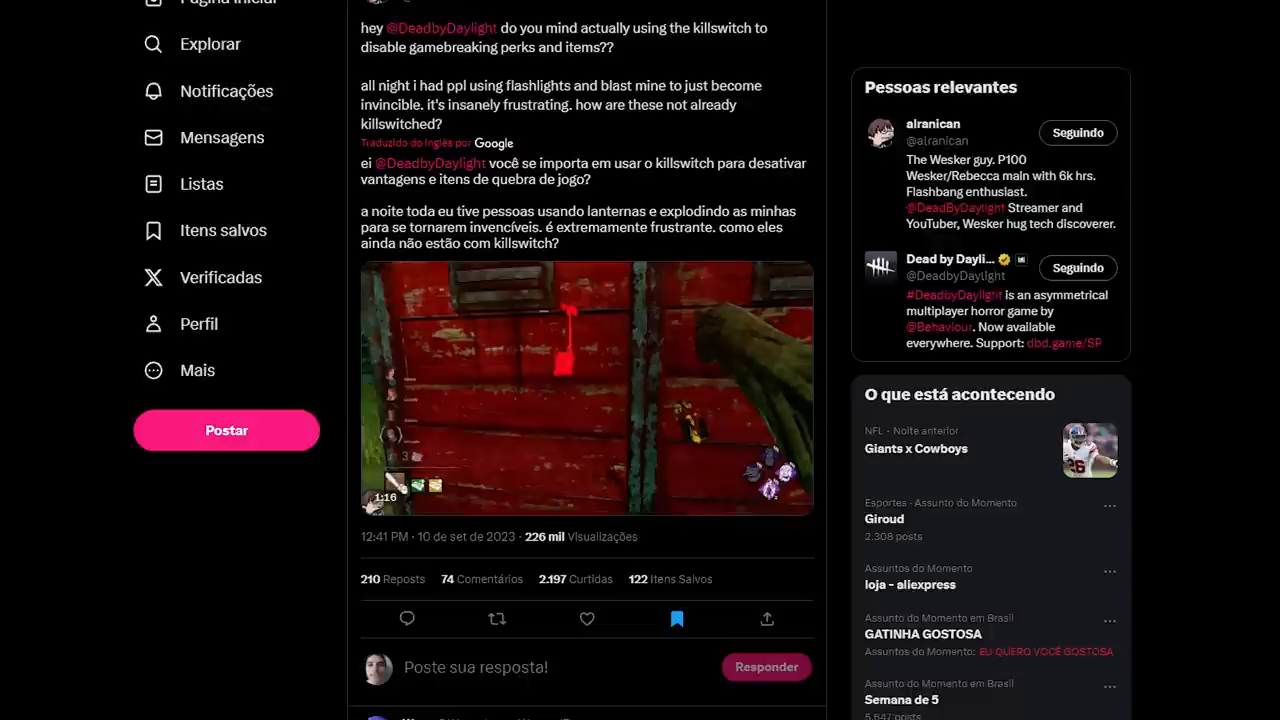 Explorar
Notificações
Mensagens
Listas
Itens salvos
Verificadas
Perfil
Mais
Postar
hey @DeadbyDaylight do you mind actually using the killswitch to
disable gamebreaking perks and items??
all night i had ppl using flashlights and blast mine to just become
invincible. it's insanely frustrating. how are these not already
killswitched?
Traduzido do Inglês por Google
ei @DeadbyDaylight você se importa em usar o killswitch para desativar
vantagens e itens de quebra de jogo?
a noite toda eu tive pessoas usando lanternas e explodindo as minhas
para se tornarem invencíveis. é extremamente frustrante. como eles
ainda não estão com killswitch?
3
1:16
12:41 PM · 10 de set de 2023 · 226 mil Visualizações
210 Reposts 74 Comentários 2.197 Curtidas 122 Itens Salvos
Poste sua resposta!
Responder
Pessoas relevantes
alranican
@alranican
Seguindo
The Wesker guy. P100
Wesker/Rebecca main with 6k hrs.
Flashbang enthusiast.
@DeadByDaylight Streamer and
YouTuber, Wesker hug tech discoverer.
Dead by Dayli...
@DeadbyDaylight
Seguindo
#DeadbyDaylight is an asymmetrical
multiplayer horror game by
@Behaviour. Now available
everywhere. Support: dbd.game/SP
O que está acontecendo
NFL · Noite anterior
Giants x Cowboys
Esportes · Assunto do Momento
Giroud
2.308 posts
Assuntos do Momento
loja - aliexpress
Assunto do Momento em Brasil
GATINHA GOSTOSA
Assuntos do Momento: EU QUERO VOCÊ GOSTOSA
Assunto do Momento em Brasil
Semana de 5